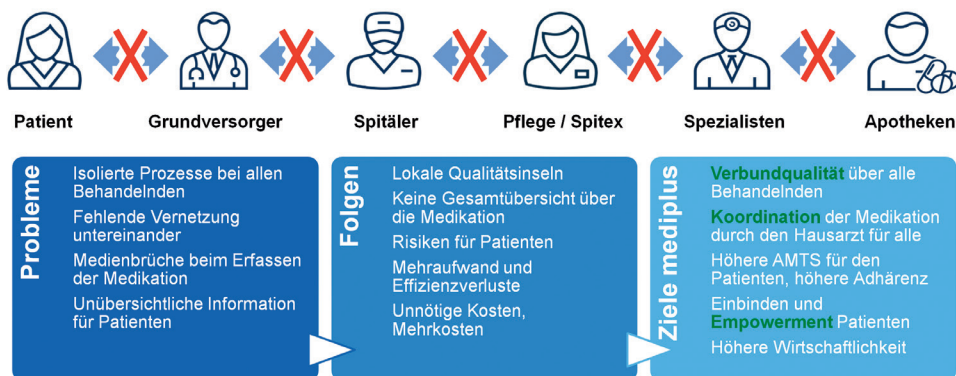 Patient
Grundversorger
Spitäler
Pflege / Spitex
Spezialisten
Apotheken
Probleme
Isolierte Prozesse bei allen
Behandelnden
Fehlende Vernetzung
untereinander
Medienbrüche beim Erfassen
der Medikation
Unübersichtliche Information
für Patienten
Folgen
Lokale Qualitätsinseln
Keine Gesamtübersicht über
die Medikation
Risiken für Patienten
Mehraufwand und
Effizienzverluste
Unnötige Kosten,
Mehrkosten
Ziele mediplus
Verbundqualität über alle
Behandelnden
Koordination der Medikation
durch den Hausarzt für alle
Höhere AMTS für den
Patienten, höhere Adhärenz
Einbinden und
Empowerment Patienten
Höhere Wirtschaftlichkeit